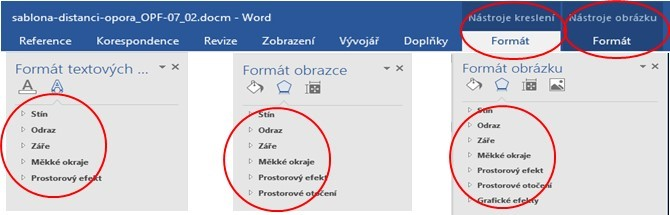 sablona-distanci-opora_OPF-07_02.docm - Word
Nástroje kreslení
Nástroje obrázku
Reference Korespondence Revize Zobrazení Vývojář Doplňky Formát Formát
Formát textových ...
Stín
Odraz
Záře
Měkké okraje
Prostorový efekt
Formát obrazce
Stín
Odraz
Záře
Měkké okraje
Prostorový efekt
Prostorové otočení
Formát obrázku
Stín
Odraz
Záře
Měkké okraje
Prostorový efekt
Prostorové otočení
Grafické efekty